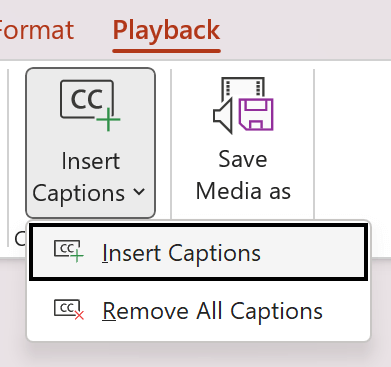 Format Playback
CC
Insert
Captions
Save
Media as
C
CC Insert Captions
CC Remove All Captions